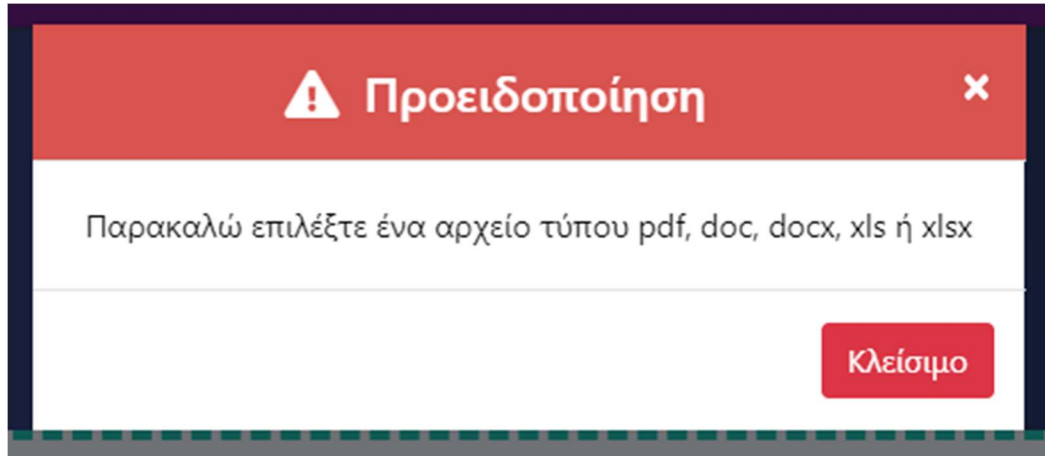 Προειδοποίηση
Παρακαλώ επιλέξτε ένα αρχείο τύπου pdf, doc, docx, xls ή xlsx
Κλείσιμο